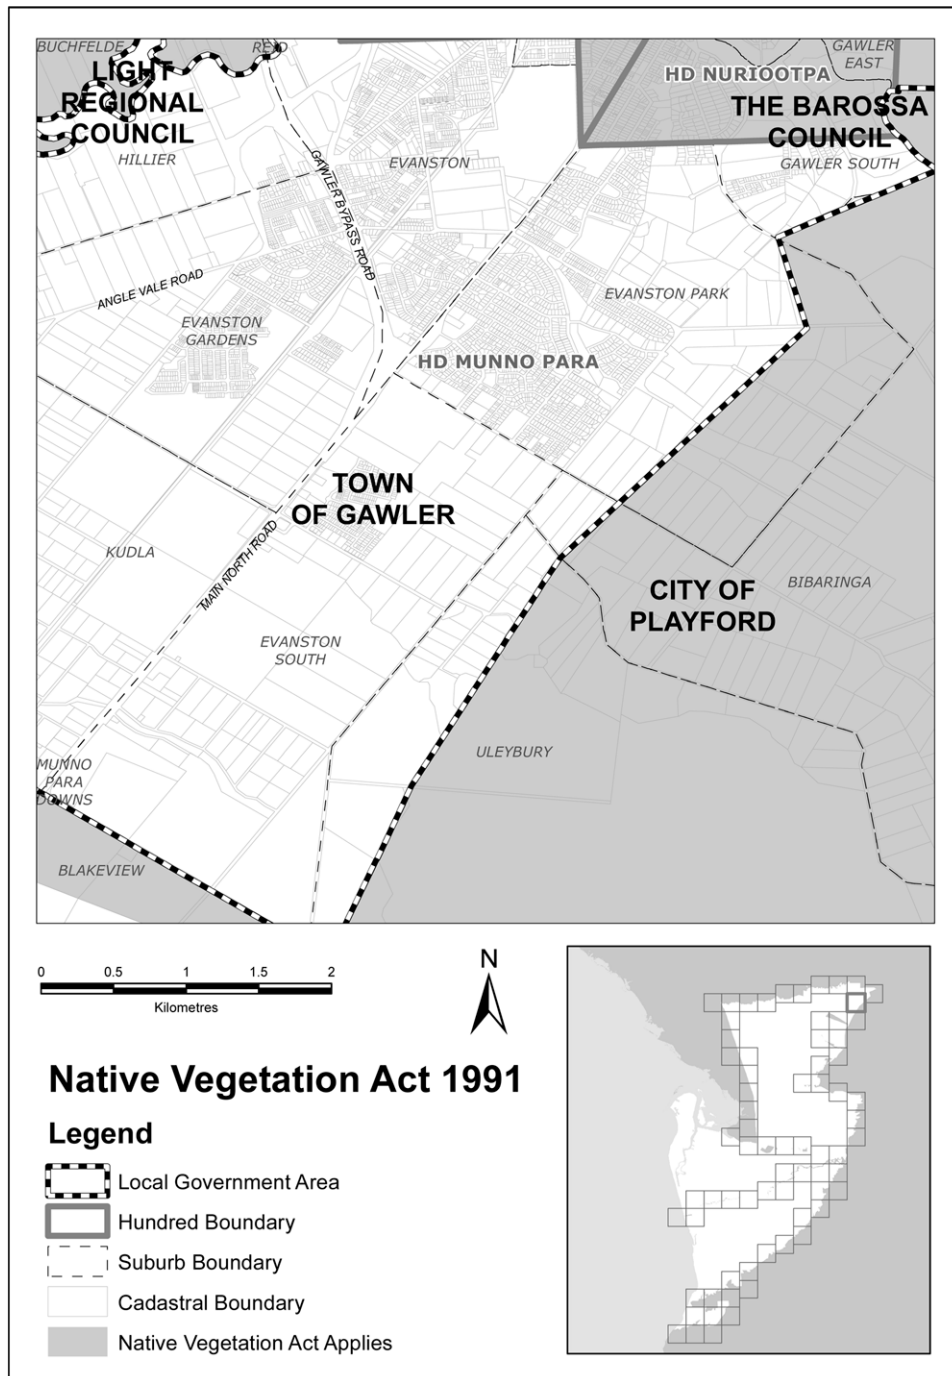 BUCHFELDE
REID
GAWLER
EAST
LIGHT
REGIONAL
COUNCIL
HD NURIOOTPA
THE BAROSSA
COUNCIL
HILLIER
EVANSTON
GAWLER SOUTH
GAWLER BYPASS ROAD
ANGLE VALE ROAD
EVANSTON PARK
EVANSTON
GARDENS
HD MUNNO PARA
TOWN
OF GAWLER
KUDLA
MAIN NORTH ROAD
BIBARINGA
CITY OF
PLAYFORD
EVANSTON
SOUTH
ULEYBURY
MUNNO
PARA
DOWNS
BLAKEVIEW
0 0.5 1 1.5 2
Kilometres
N
Native Vegetation Act 1991
Legend
Local Government Area
Hundred Boundary
Suburb Boundary
Cadastral Boundary
Native Vegetation Act Applies